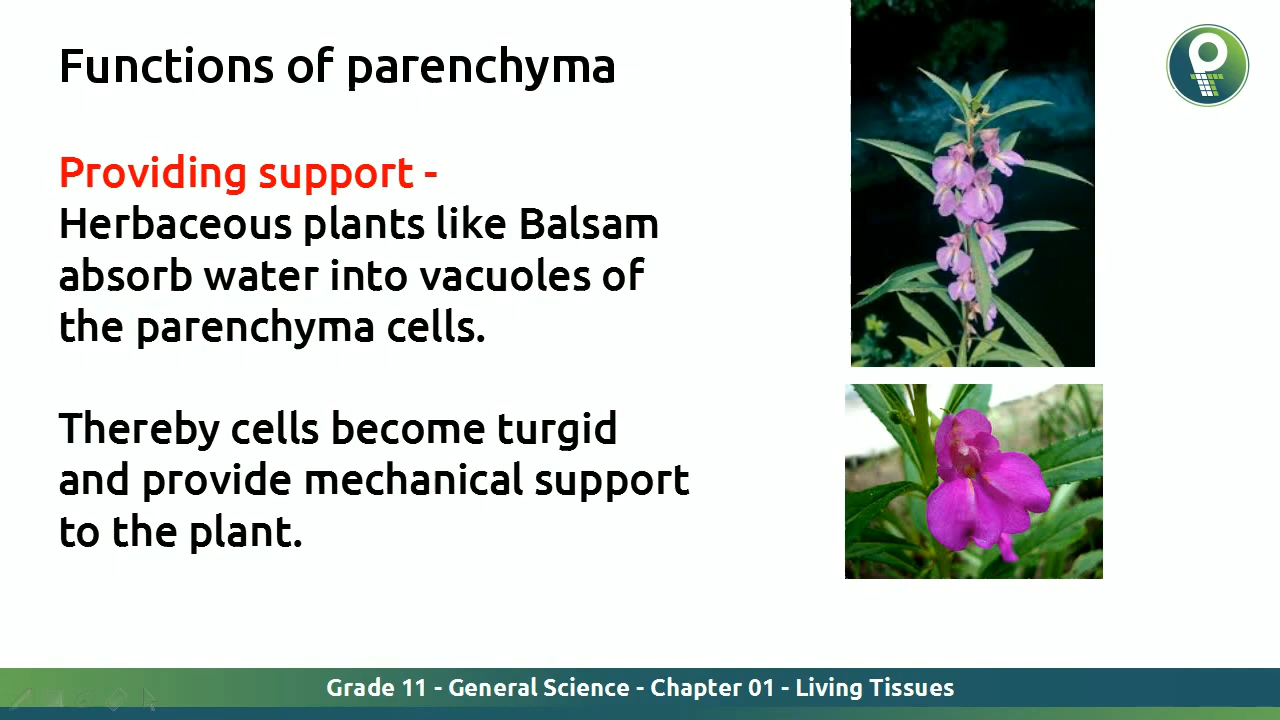 Functions of parenchyma
Providing support -
Herbaceous plants like Balsam
absorb water into vacuoles of
the parenchyma cells.
Thereby cells become turgid
and provide mechanical support
to the plant.
Grade 11 - General Science - Chapter 01 - Living Tissues